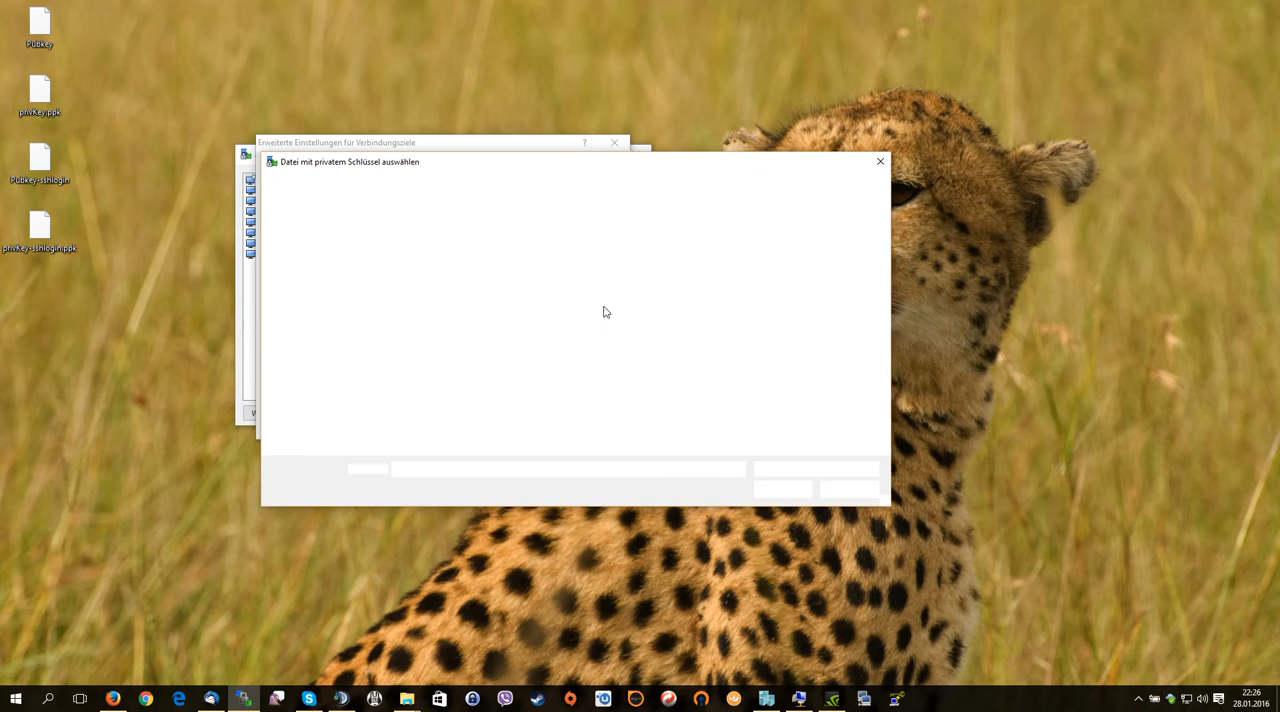 Pubkey
privKey.ppk
Pubkey-sshlogin
privKey-sshlogin.ppk
Erweiterte Einstellungen für Verbindungsziele
Datei mit privatem Schlüssel auswählen
W
22:26
28.01.2016